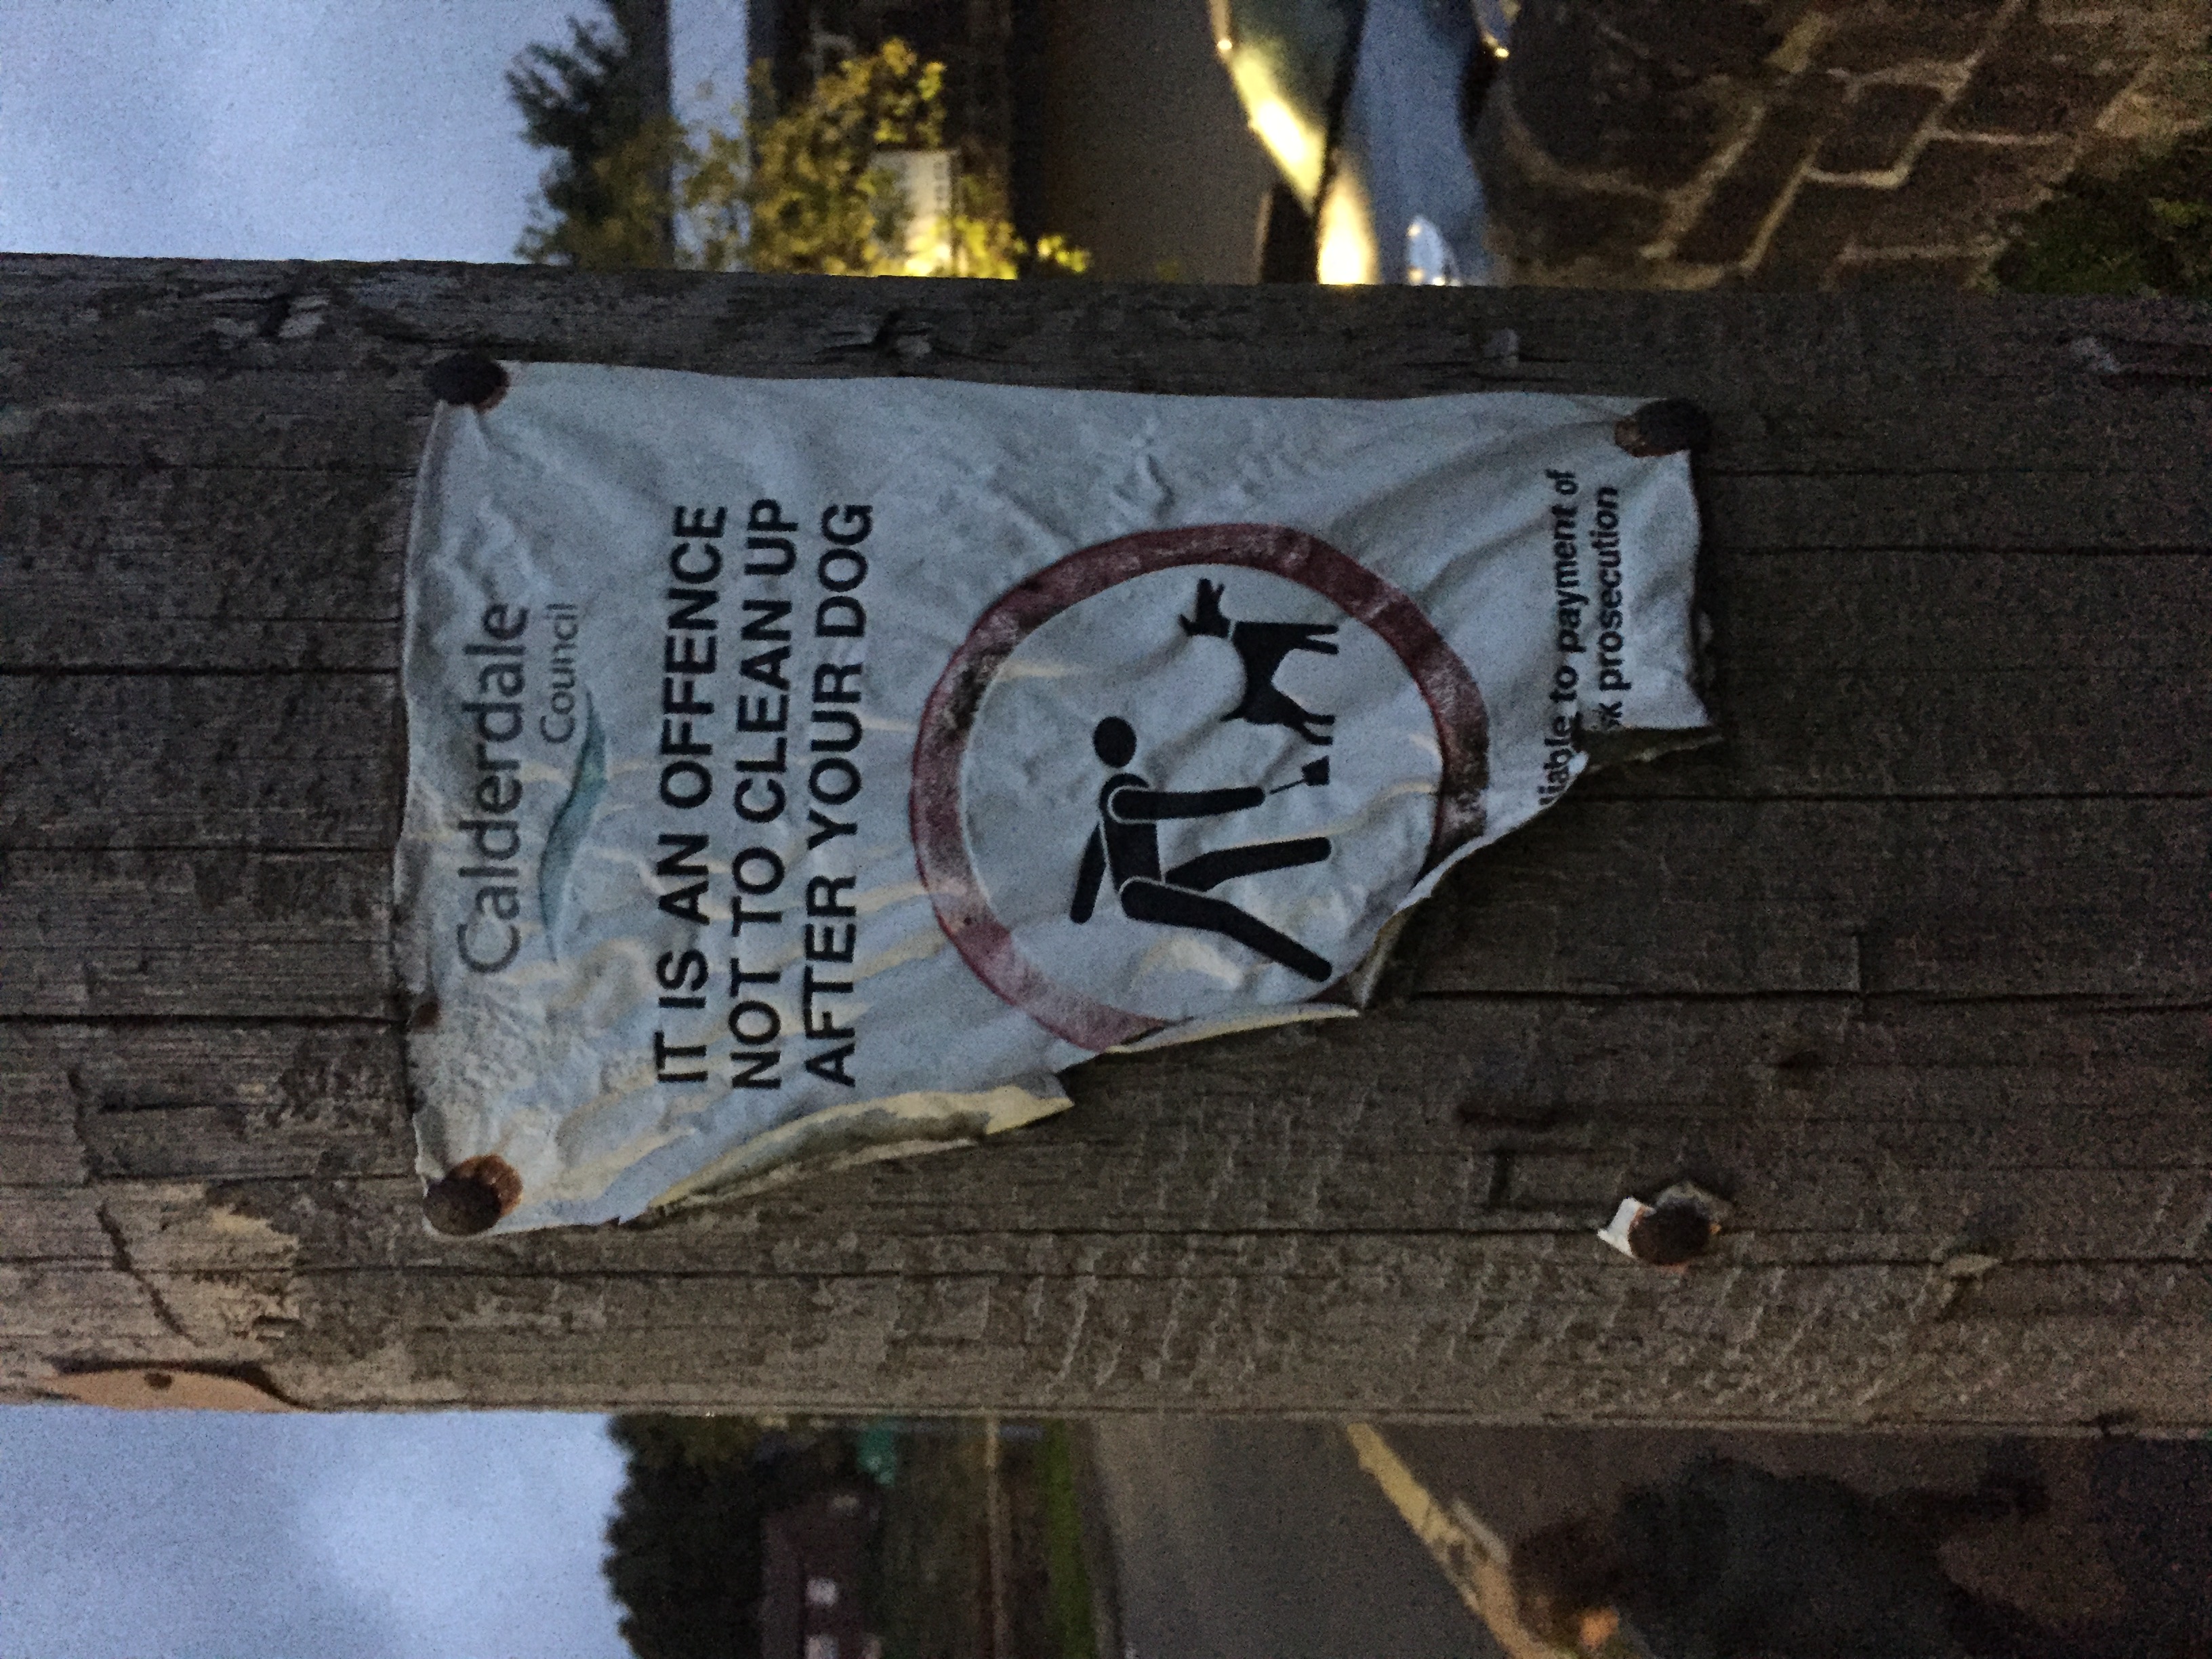 Calderdale
Council
IT IS AN OFFENCE
NOT TO CLEAN UP
AFTER YOUR DOG
liable to payment of
prosecution